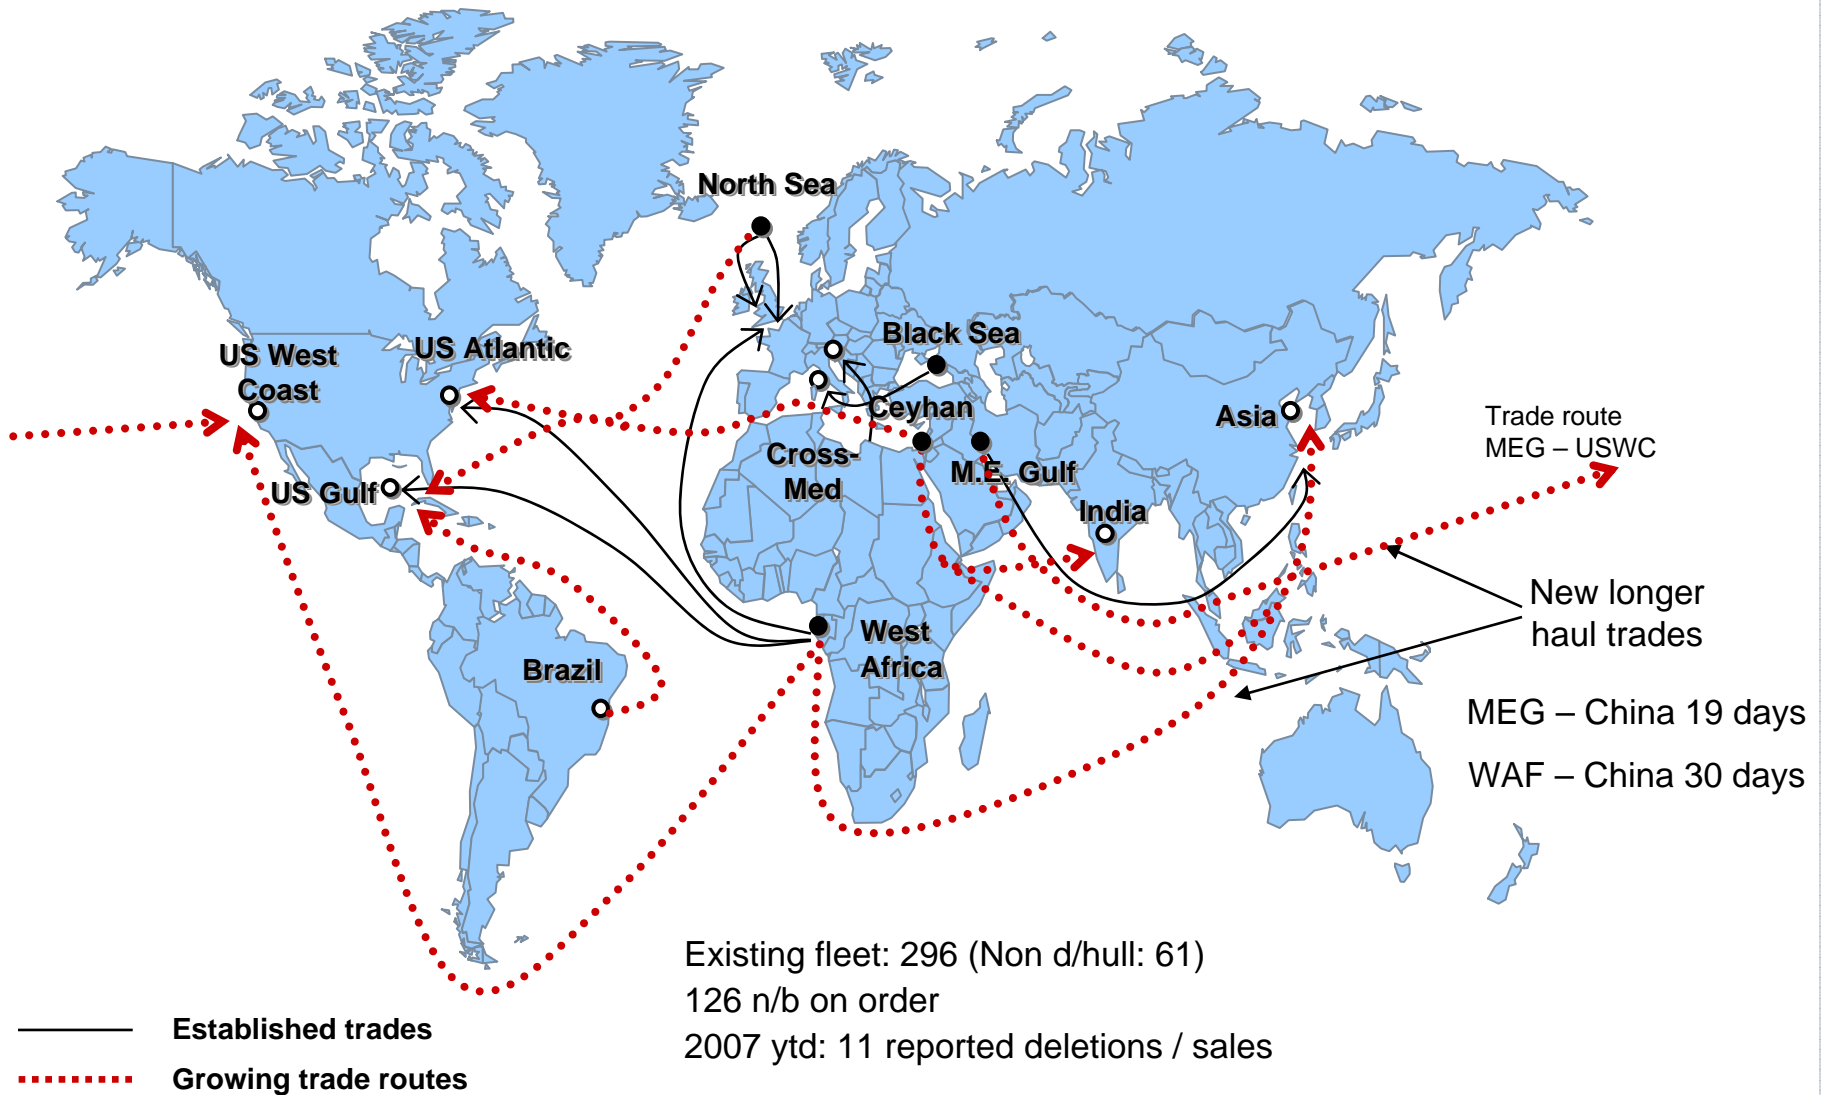 North Sea
Black Sea
US West
Coast
US Atlantic
Ceyhan
Asia
Trade route
MEG – USWC
Cross-
Med
M.E. Gulf
US Gulf
India
New longer
haul trades
West
Africa
Brazil
MEG – China 19 days
WAF – China 30 days
Existing fleet: 296 (Non d/hull: 61)
126 n/b on order
2007 ytd: 11 reported deletions / sales
Established trades
Growing trade routes